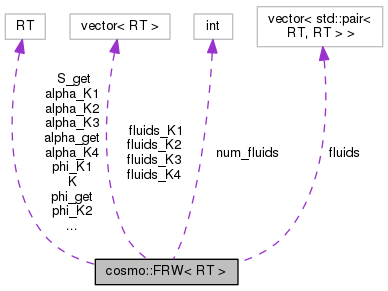 RT
vector< RT >
int
vector< std::pair<
RT, RT > >
S_get
alpha_K1
alpha_K2
alpha_K3
alpha_get
alpha_K4
phi_K1
K
phi_get
phi_K2
...
fluids_K1
fluids_K2
fluids_K3
fluids_K4
num_fluids
fluids
cosmo::FRW< RT >